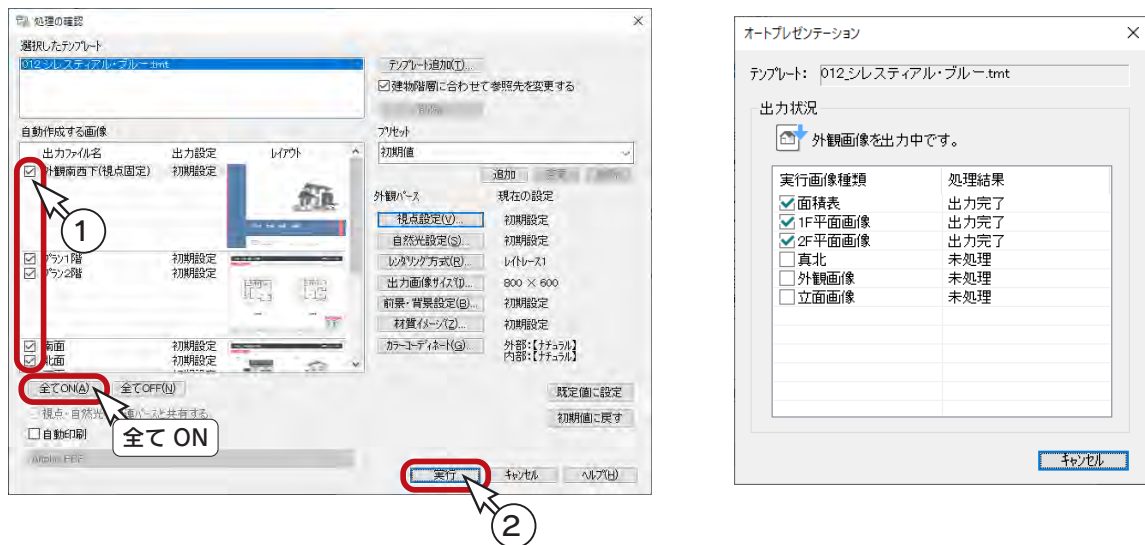 処理の確認
選択したテンプレート
012_シレスティアル・ブルー.tmt
テンプレート追加(T)...
建物階層に合わせて参照先を変更する
自動作成する画像
出力ファイル名 出力設定 レイアウト
外観南西下(視点固定) 初期設定
プラン1階 初期設定
プラン2階 初期設定
南面 初期設定
北面 初期設定
全てON(A) 全てOFF(N)
自動印刷
プリセット
初期値
追加
外観パース 現在の設定
視点設定(V)... 初期設定
自然光設定(S)... 初期設定
レンダリング方式(R)... レイトレース1
出力画像サイズ(I)... 800 × 600
前景・背景設定(B)... 初期設定
材質イメージ(Z)... 初期設定
カラーコーディネート(G)... 外部:【ナチュラル】
内部:【ナチュラル】
既定値に設定
初期値に戻す
実行 キャンセル ヘルプ(H)
1
全て ON
2
オートプレゼンテーション
テンプレート: 012_シレスティアル・ブルー.tmt
出力状況
外観画像を出力中です。
実行画像種類 処理結果
面積表 出力完了
1F平面画像 出力完了
2F平面画像 出力完了
真北 未処理
外観画像 未処理
立面画像 未処理
キャンセル